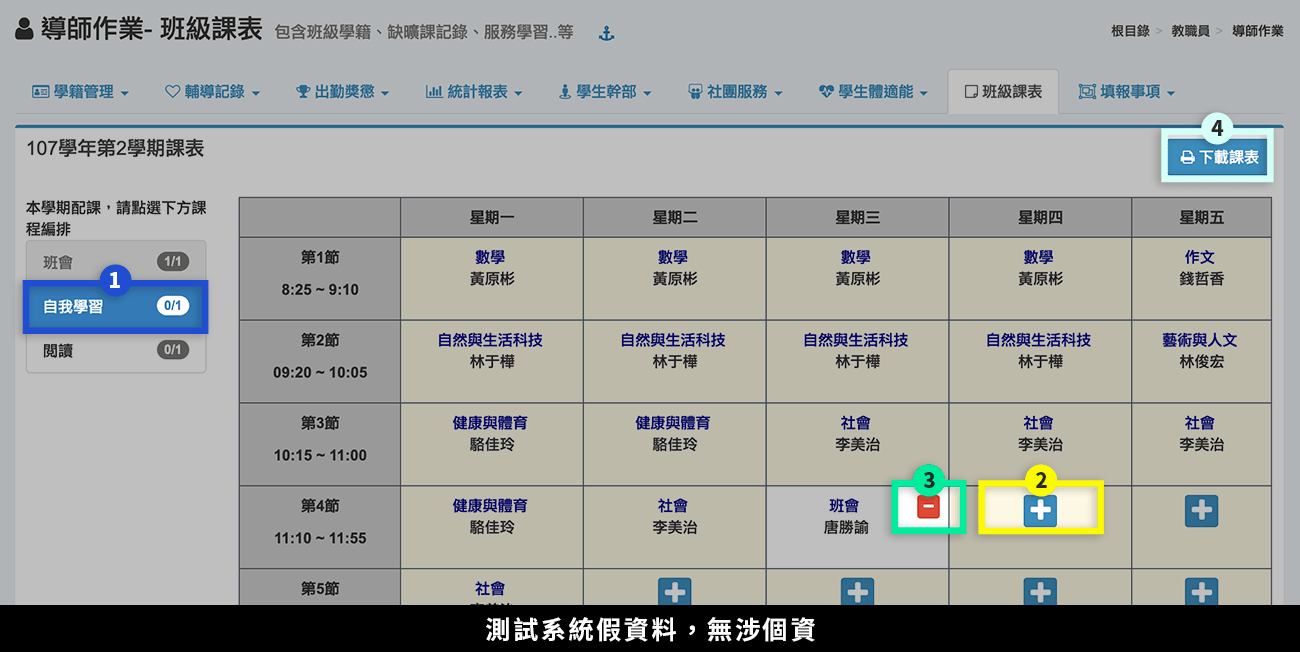 導師作業- 班級課表 包含班級學籍、缺曠課記錄、服務學習..等
根目錄 > 教職員 > 導師作業
學籍管理 輔導記錄 出勤獎懲 統計報表 學生幹部 社團服務 學生體適能 班級課表 填報事項
107學年第2學期課表
4
下載課表
本學期配課，請點選下方課
程編排
班會 1/1
1
自我學習 0/1
閱讀 0/1
星期一 星期二 星期三 星期四 星期五
第1節 數學 數學 數學 數學 作文
8:25 ~ 9:10 黃原彬 黃原彬 黃原彬 黃原彬 錢哲香
第2節 自然與生活科技 自然與生活科技 自然與生活科技 自然與生活科技 藝術與人文
09:20 ~ 10:05 林于樺 林于樺 林于樺 林于樺 林俊宏
第3節 健康與體育 健康與體育 社會 社會 社會
10:15 ~ 11:00 駱佳玲 駱佳玲 李美治 李美治 李美治
3 2
第4節 健康與體育 社會 班會
11:10 ~ 11:55 駱佳玲 李美治 唐勝諭
第5節 社會
測試系統假資料，無涉個資